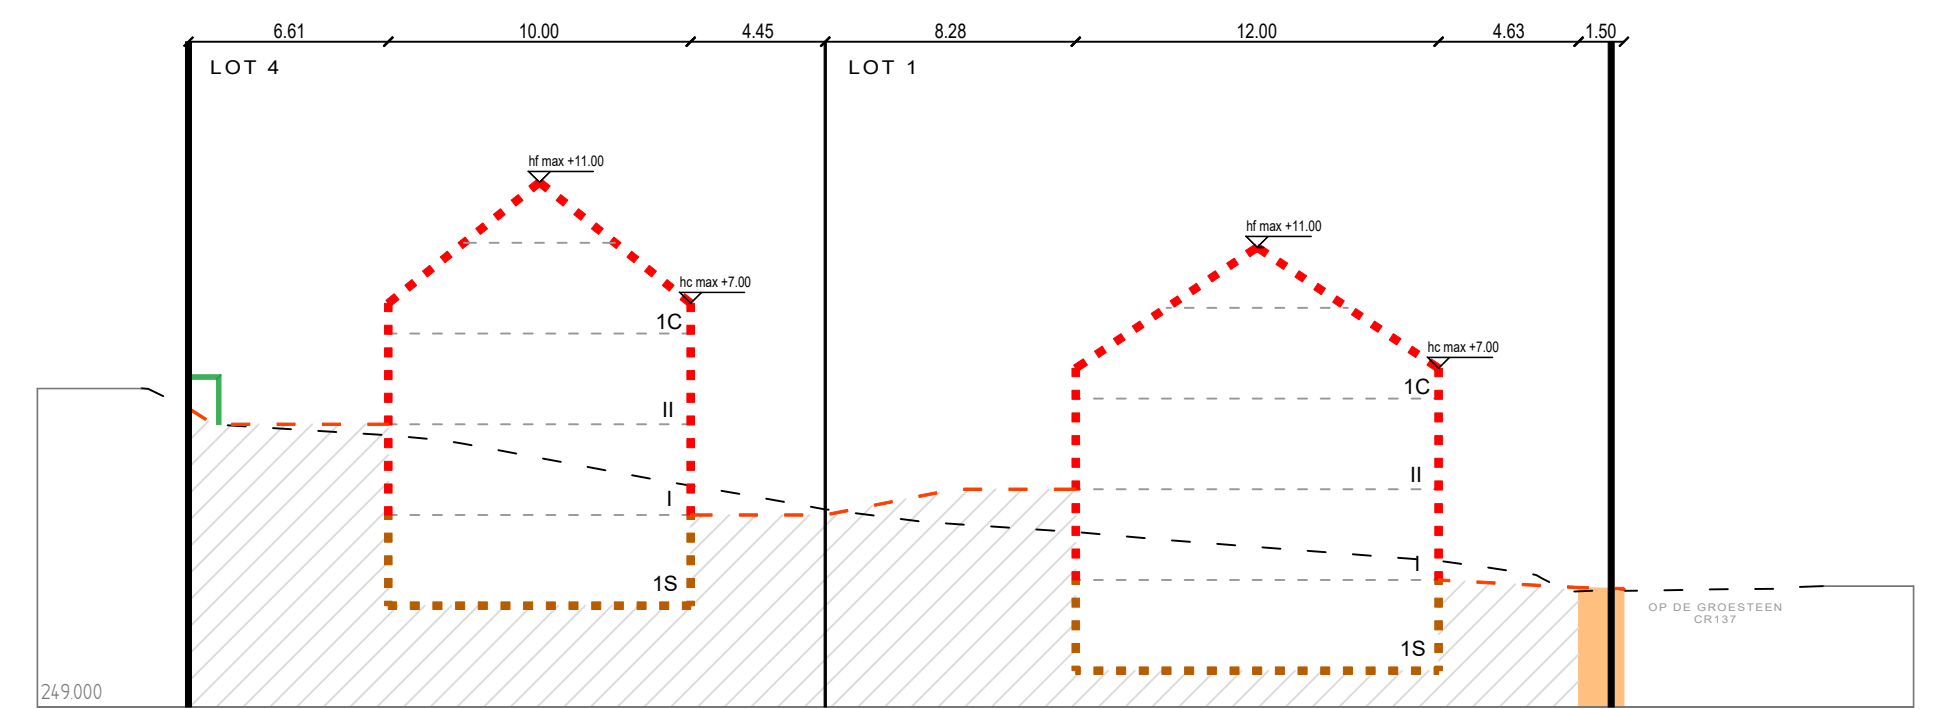 6.61 10.00 4.45 8.28 12.00 4.63 1.50
LOT 4
LOT 1
hf max +11.00
hc max +7.00
1C
II
I
1S
hf max +11.00
hc max +7.00
1C
II
I
1S
OP DE GROESTEEN
CR137
249.000